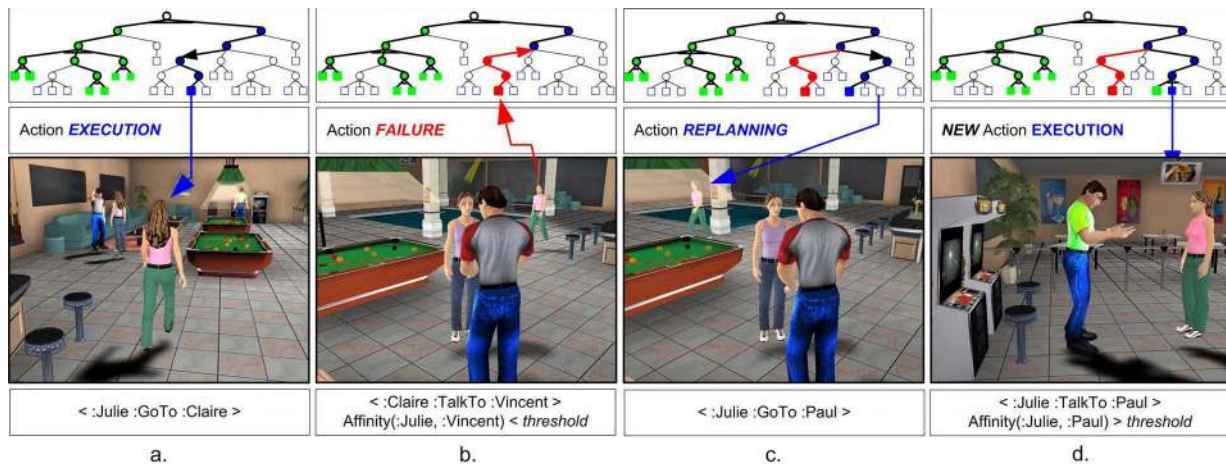 Action EXECUTION
Action FAILURE
Action REPLANNING
NEW Action EXECUTION
< :Julie :GoTo :Claire >
< :Claire :TalkTo :Vincent >
Affinity(:Julie, :Vincent) < threshold
< :Julie :GoTo :Paul >
< :Julie :TalkTo :Paul >
Affinity(:Julie, :Paul) > threshold
a.
b.
c.
d.